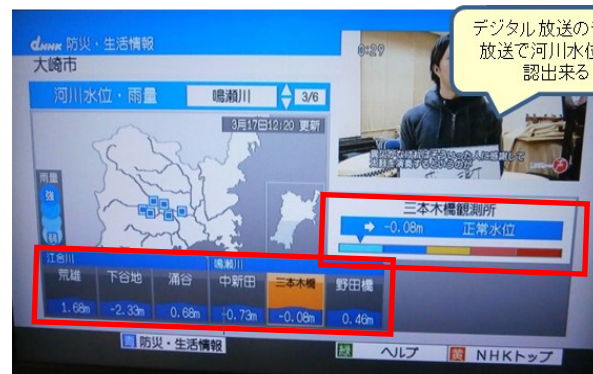 デジタル放送の
放送で河川水位
認出来る
dNHK 防災・生活情報
大崎市
0:29
河川水位・雨量 鳴瀬川 3/6
3月17日12:20 更新
雨量
強
弱
三本木橋観測所
-0.08m 正常水位
江合川 鳴瀬川
荒雄 下谷地 涌谷 中新田 三本木橋 野田橋
1.68m -2.33m 0.68m -0.73m -0.08m 0.46m
青 防災・生活情報
緑 ヘルプ 黄 NHKトップ